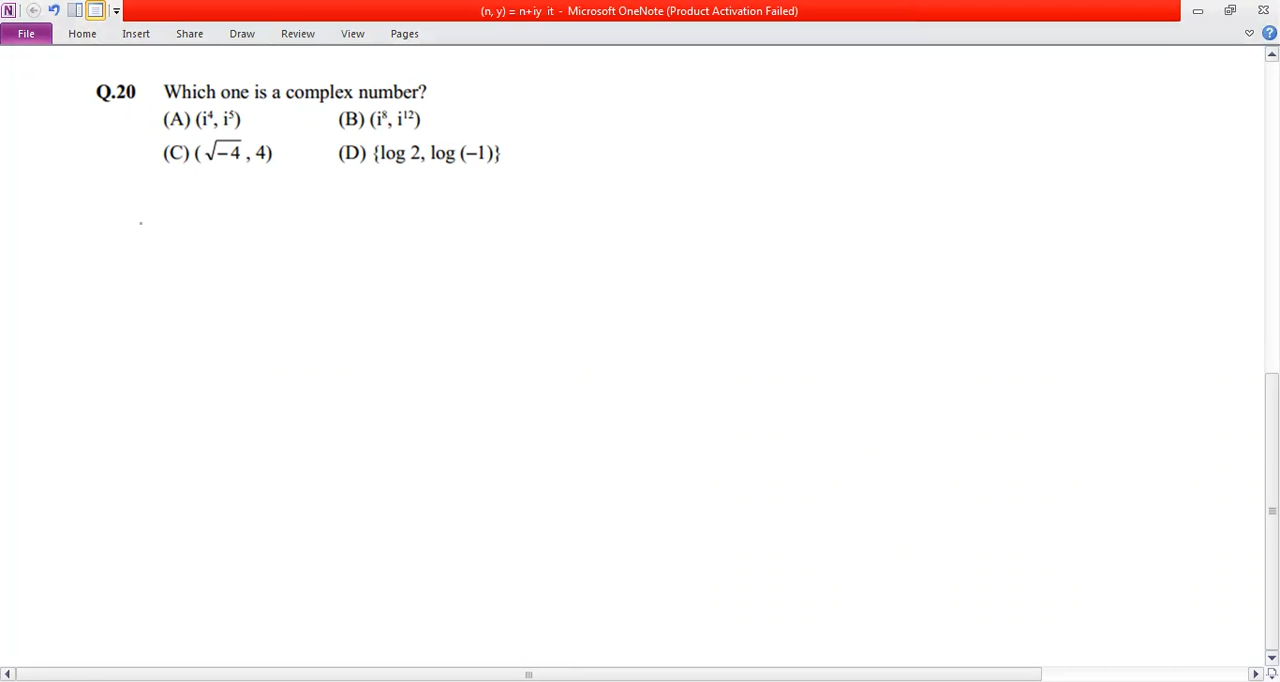 (n, y) = n+iy it - Microsoft OneNote (Product Activation Failed)
File Home Insert Share Draw Review View Pages
Q.20 Which one is a complex number?
(A) (i⁴, i⁵) (B) (i⁸, i¹²)
(C) (√−4 , 4) (D) {log 2, log (−1)}